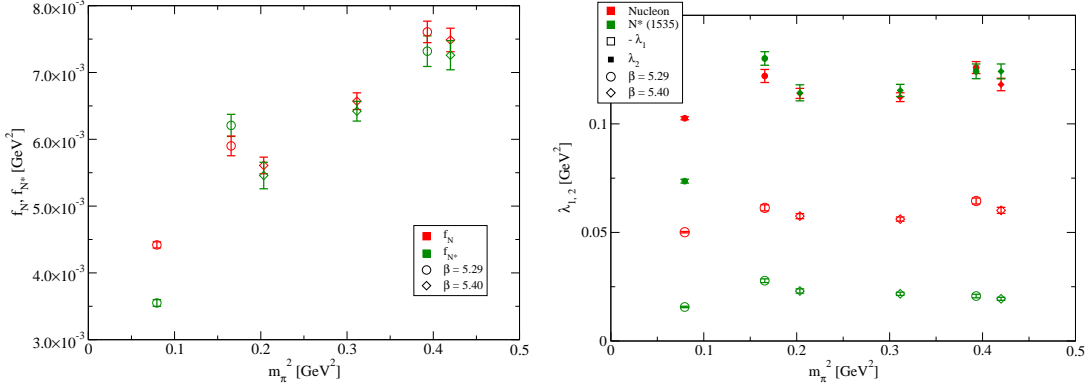 8.0×10⁻³
7.0×10⁻³
6.0×10⁻³
5.0×10⁻³
4.0×10⁻³
3.0×10⁻³
f_N, f_N* [GeV²]
0
0.1
0.2
0.3
0.4
0.5
m_π² [GeV²]
f_N
f_N*
β = 5.29
β = 5.40
Nucleon
N* (1535)
- λ₁
λ₂
β = 5.29
β = 5.40
0.1
0.05
0
λ₁,₂ [GeV²]
0
0.1
0.2
0.3
0.4
0.5
m_π² [GeV²]